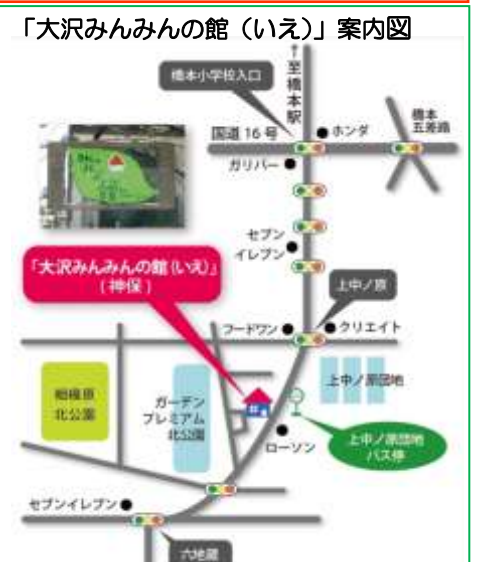 「大沢みんみんの館（いえ）」案内図
↑至橋本駅
橋本小学校入口
国道16号
ホンダ
橋本
五差路
ガリバー
セブン
イレブン
「大沢みんみんの館(いえ)」
(神保)
上中ノ原
フードワン
クリエイト
上中ノ原団地
相模原
北公園
ガーデン
プレミアム
北公園
ローソン
上中ノ原団地
バス停
セブンイレブン
六地蔵